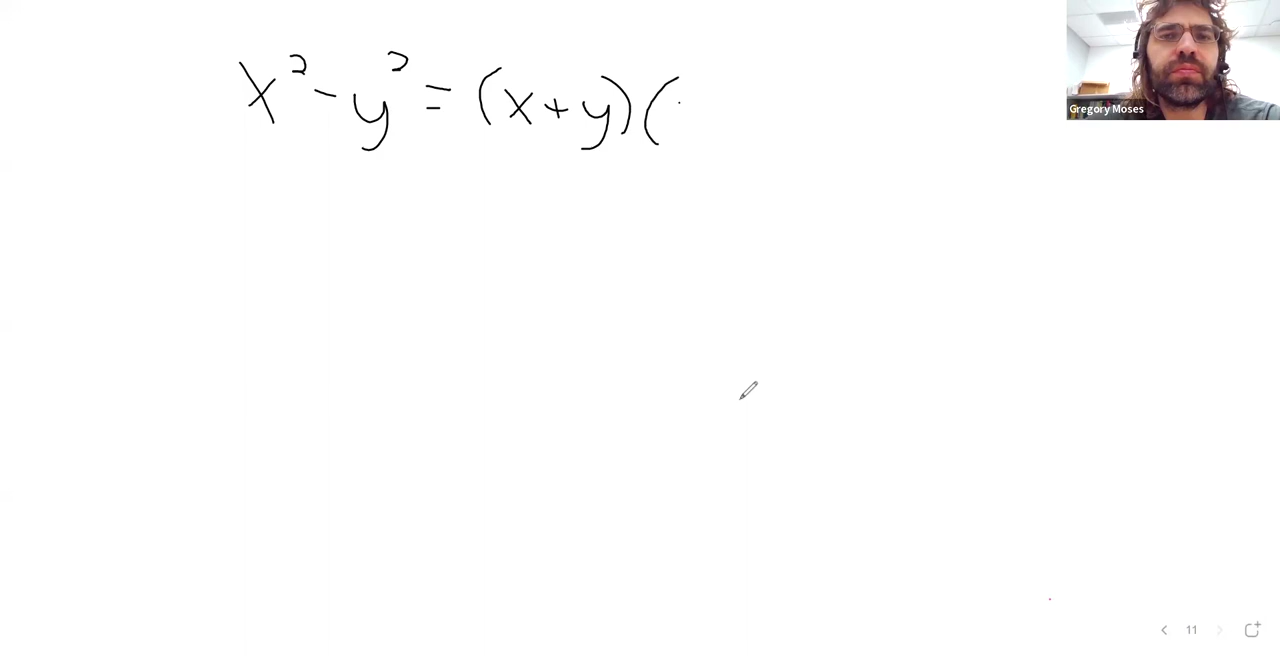 x² - y² = (x+y)(
Gregory Moses
11